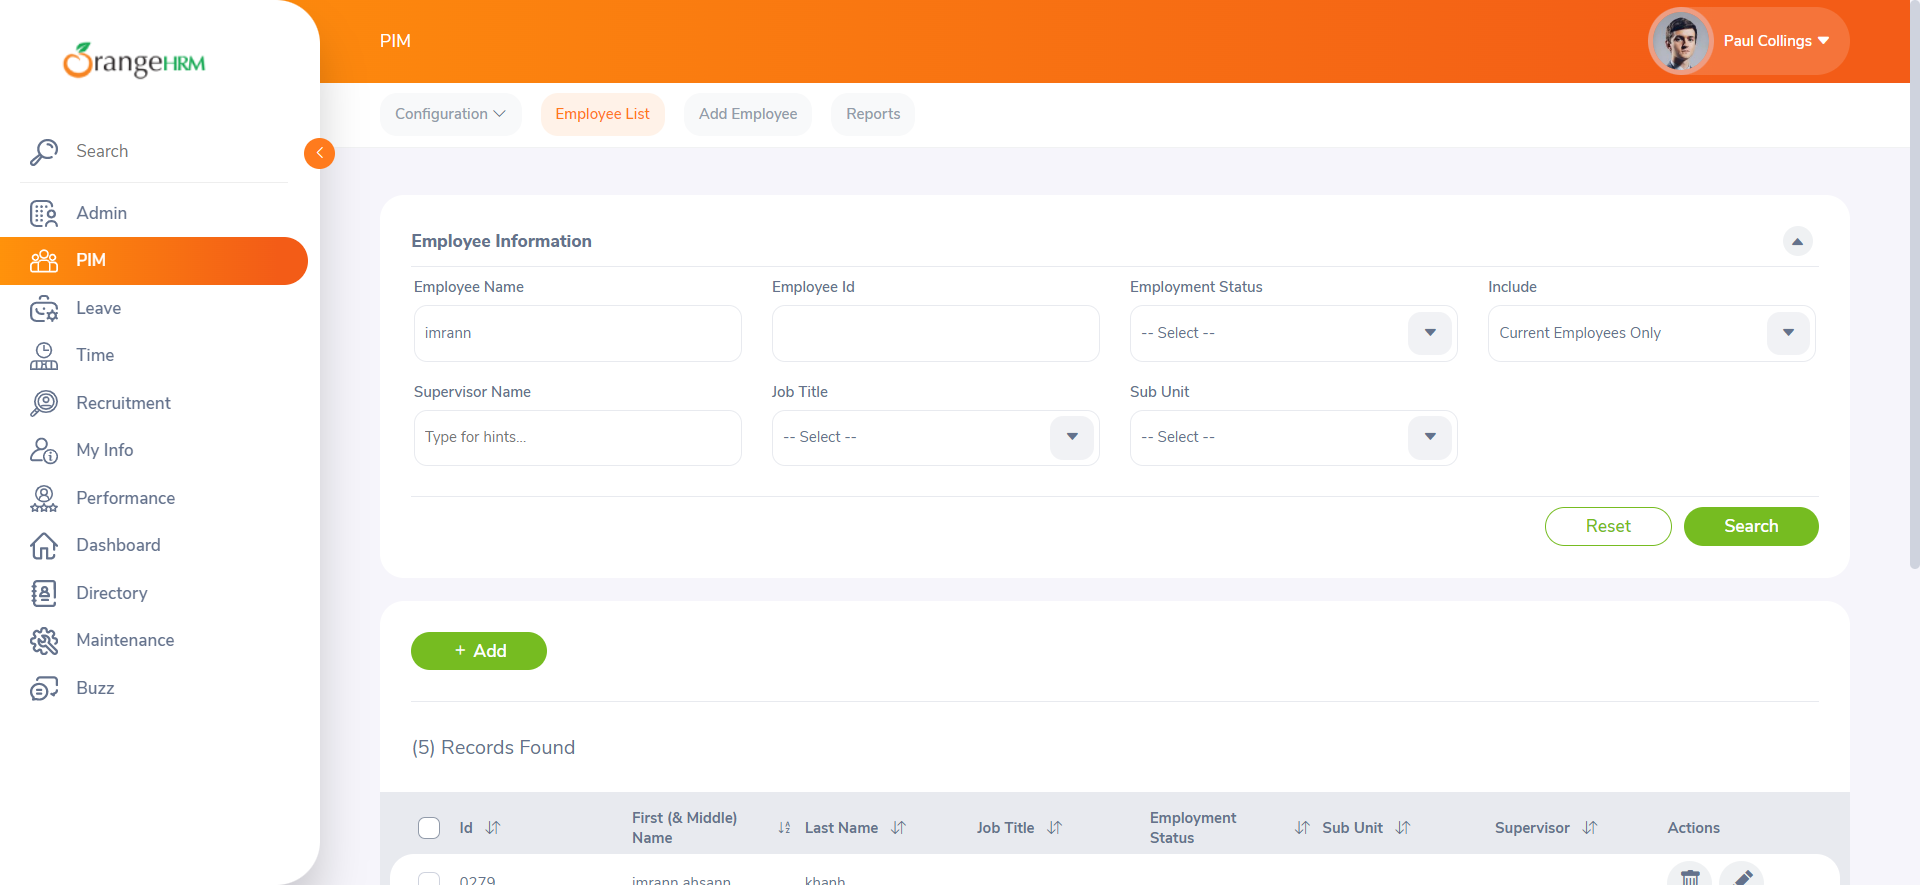 OrangeHRM
PIM
Paul Collings
Configuration
Employee List
Add Employee
Reports
Search
Admin
PIM
Leave
Time
Recruitment
My Info
Performance
Dashboard
Directory
Maintenance
Buzz
Employee Information
Employee Name
Employee Id
Employment Status
Include
imrann
-- Select --
Current Employees Only
Supervisor Name
Job Title
Sub Unit
Type for hints...
-- Select --
-- Select --
Reset
Search
+ Add
(5) Records Found
Id
First (& Middle)
Name
Last Name
Job Title
Employment
Status
Sub Unit
Supervisor
Actions
0279
imrann ahsann
khanh